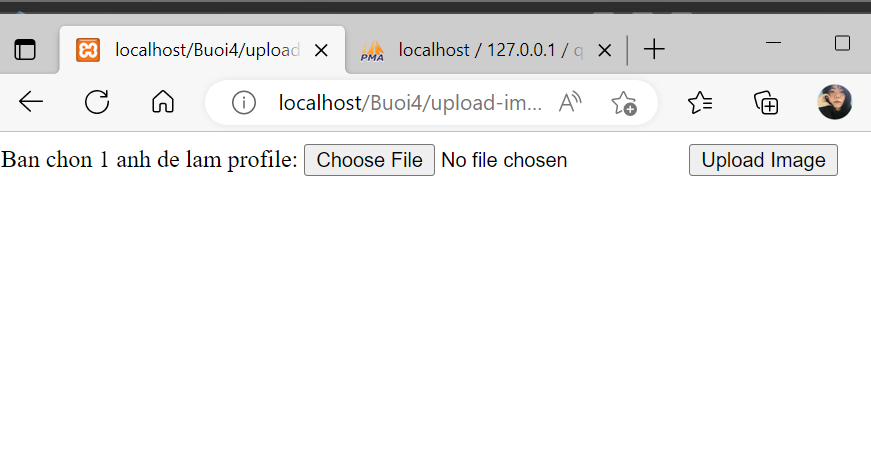 localhost/Buoi4/upload
PMA
localhost / 127.0.0.1 / q
localhost/Buoi4/upload-im...
Ban chon 1 anh de lam profile: Choose File No file chosen Upload Image